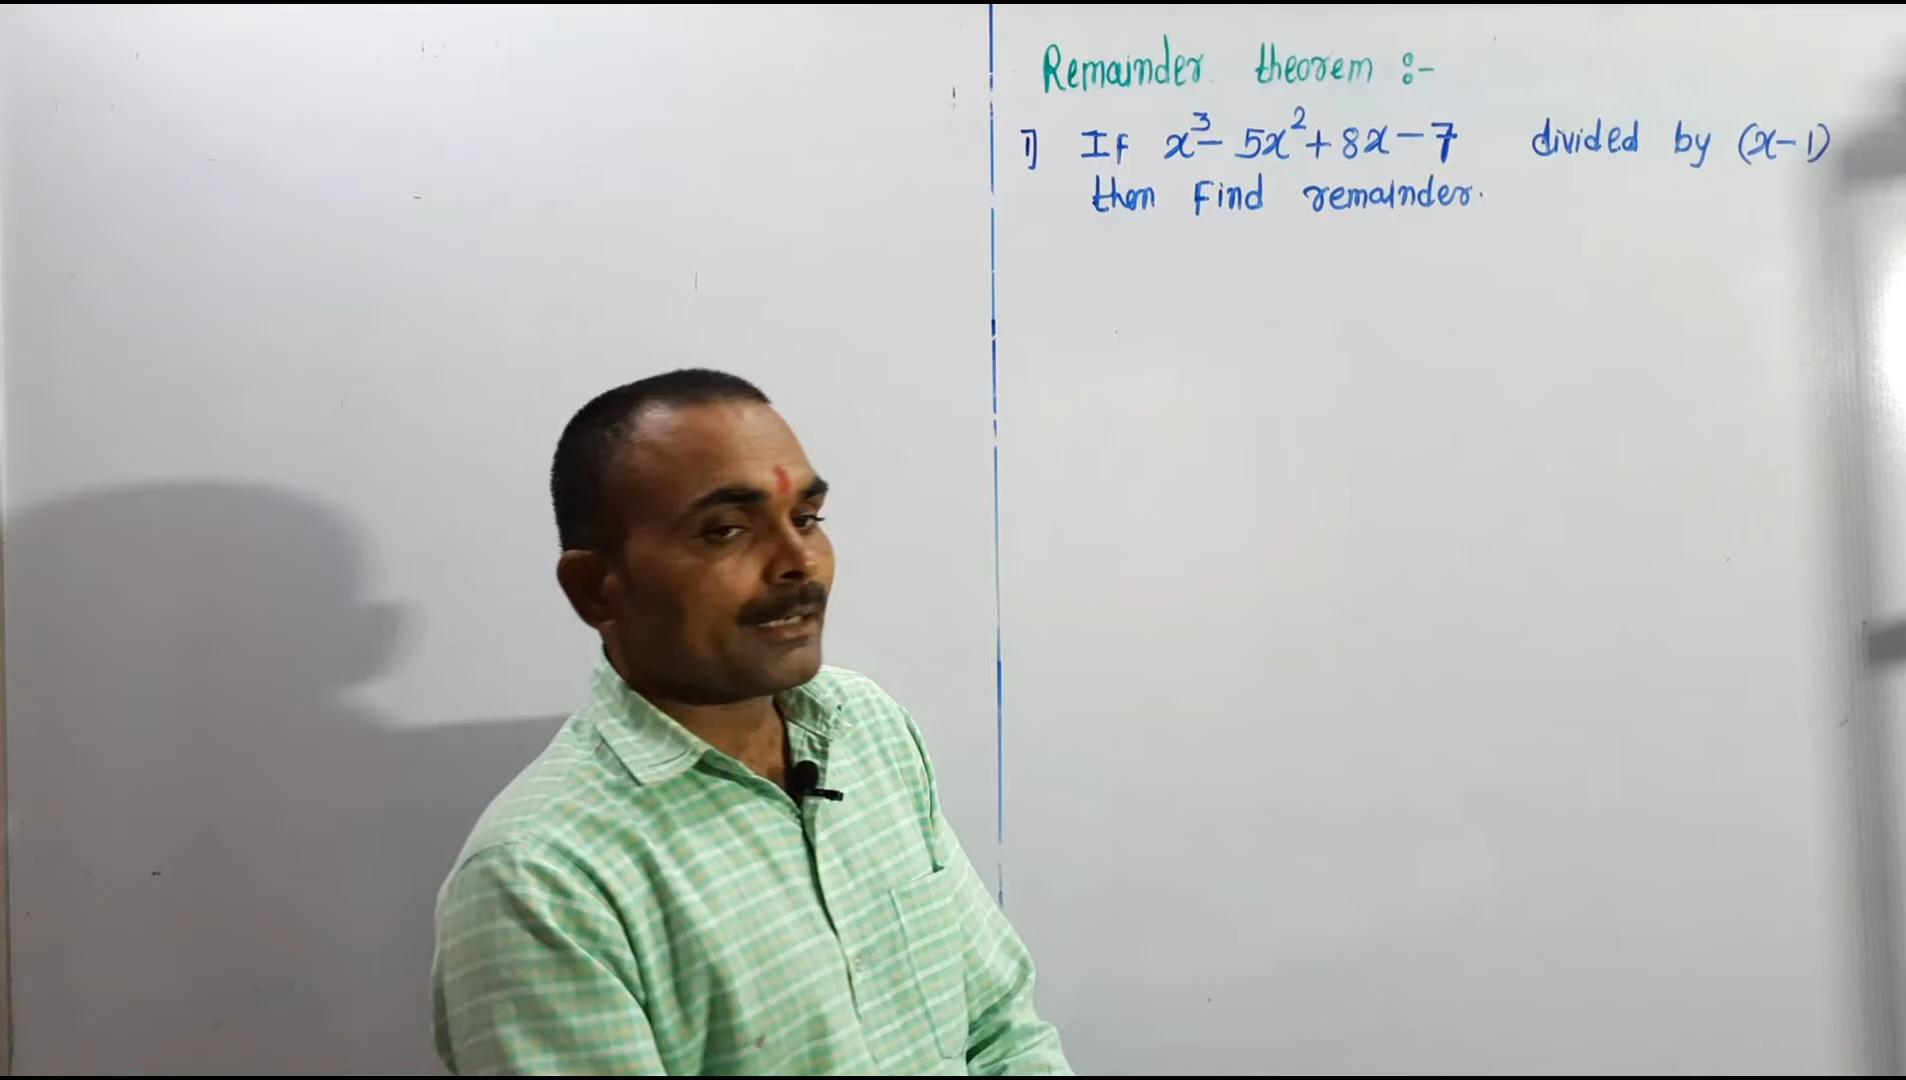 Remainder theorem :-
1] If x³- 5x²+8x-7 divided by (x-1)
then Find remainder.